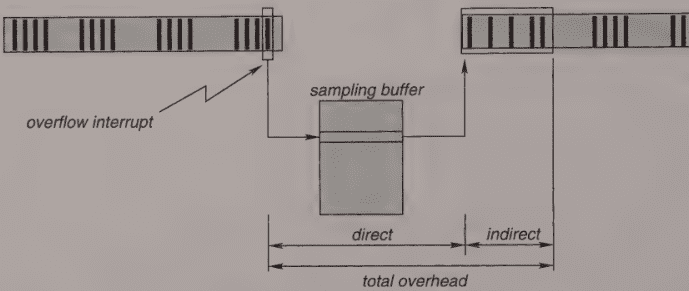 sampling buffer
overflow interrupt
direct
indirect
total overhead